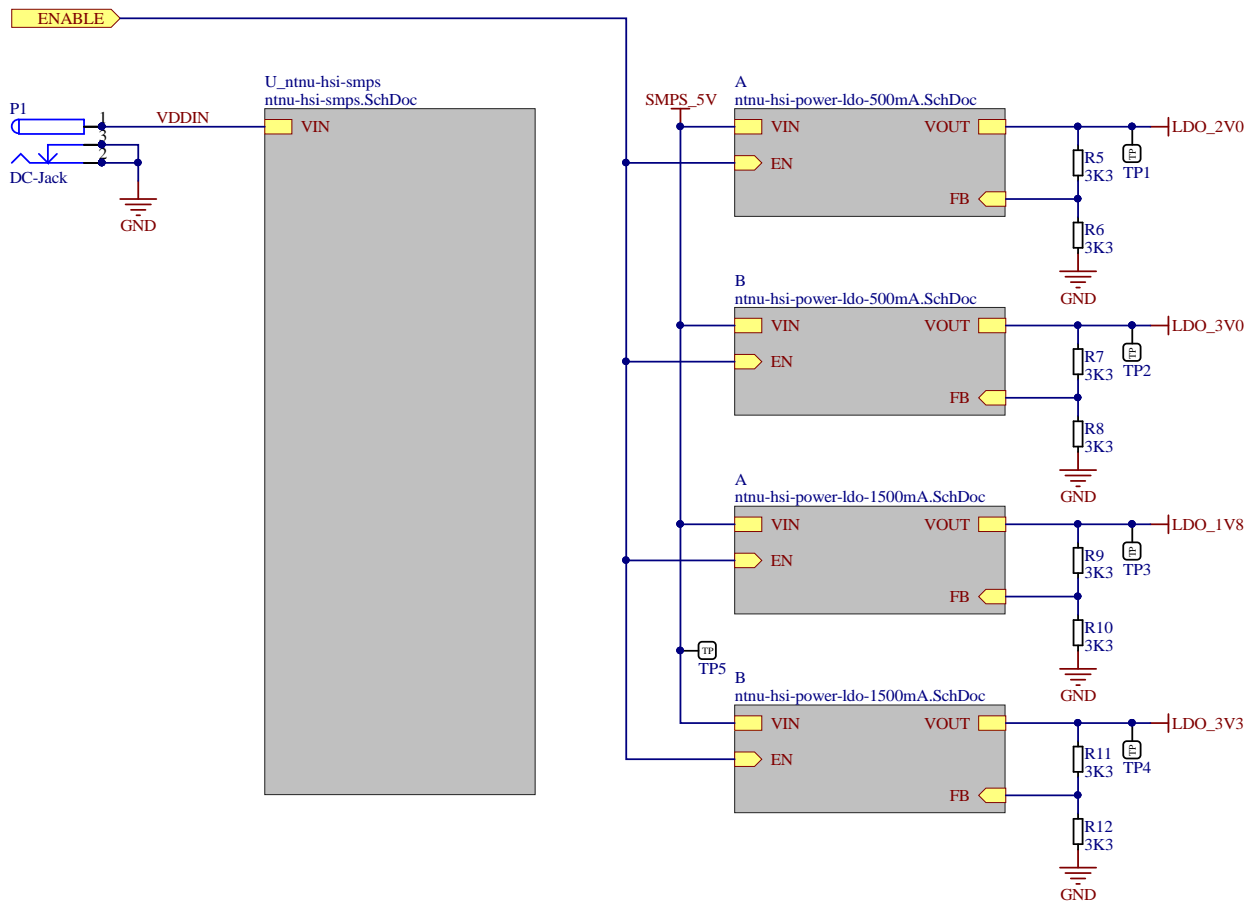 ENABLE
P1
1
3
2
DC-Jack
VDDIN
GND
U_ntnu-hsi-smps
ntnu-hsi-smps.SchDoc
VIN
SMPS_5V
A
ntnu-hsi-power-ldo-500mA.SchDoc
VIN
VOUT
EN
FB
LDO_2V0
R5
3K3
TP
TP1
R6
3K3
GND
B
ntnu-hsi-power-ldo-500mA.SchDoc
VIN
VOUT
EN
FB
LDO_3V0
R7
3K3
TP
TP2
R8
3K3
GND
A
ntnu-hsi-power-ldo-1500mA.SchDoc
VIN
VOUT
EN
FB
LDO_1V8
R9
3K3
TP
TP3
R10
3K3
GND
TP
TP5
B
ntnu-hsi-power-ldo-1500mA.SchDoc
VIN
VOUT
EN
FB
LDO_3V3
R11
3K3
TP
TP4
R12
3K3
GND